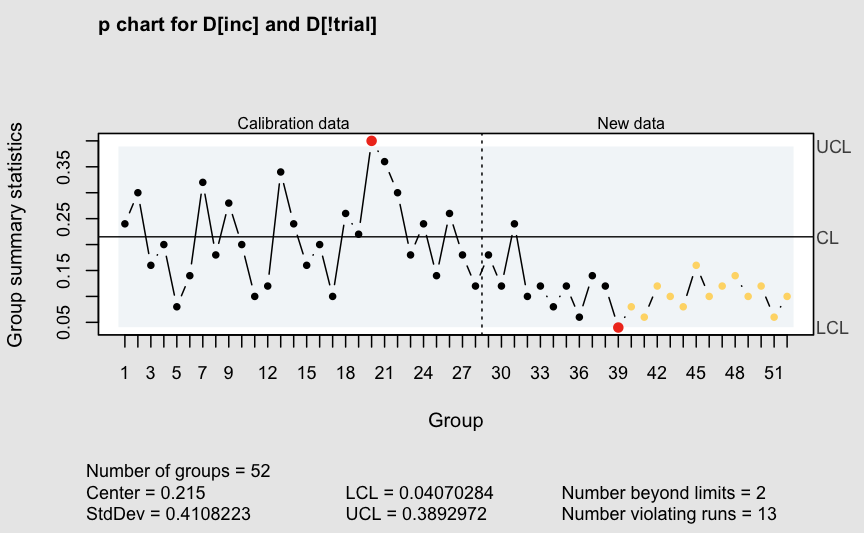 p chart for D[inc] and D[!trial]
Calibration data
New data
Group summary statistics
0.35
0.25
0.15
0.05
UCL
CL
LCL
1 3 5 7 9 12 15 18 21 24 27 30 33 36 39 42 45 48 51
Group
Number of groups = 52
Center = 0.215 LCL = 0.04070284 Number beyond limits = 2
StdDev = 0.4108223 UCL = 0.3892972 Number violating runs = 13